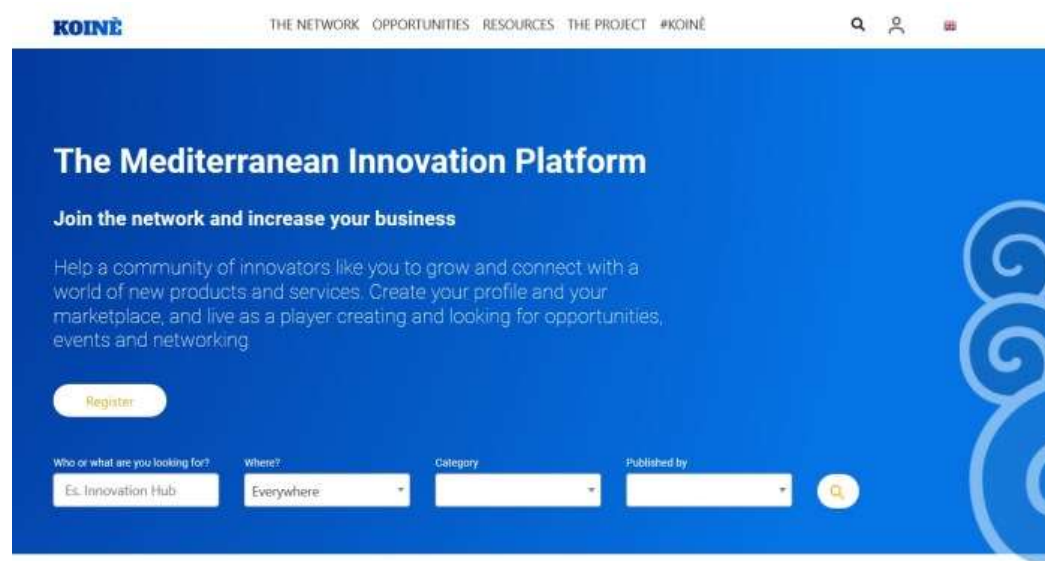 KOINÈ
THE NETWORK OPPORTUNITIES RESOURCES THE PROJECT #KOINÈ
The Mediterranean Innovation Platform
Join the network and increase your business
Help a community of innovators like you to grow and connect with a
world of new products and services. Create your profile and your
marketplace, and live as a player creating and looking for opportunities,
events and networking
Register
Who or what are you looking for? Where? Category Published by
Es. Innovation Hub Everywhere